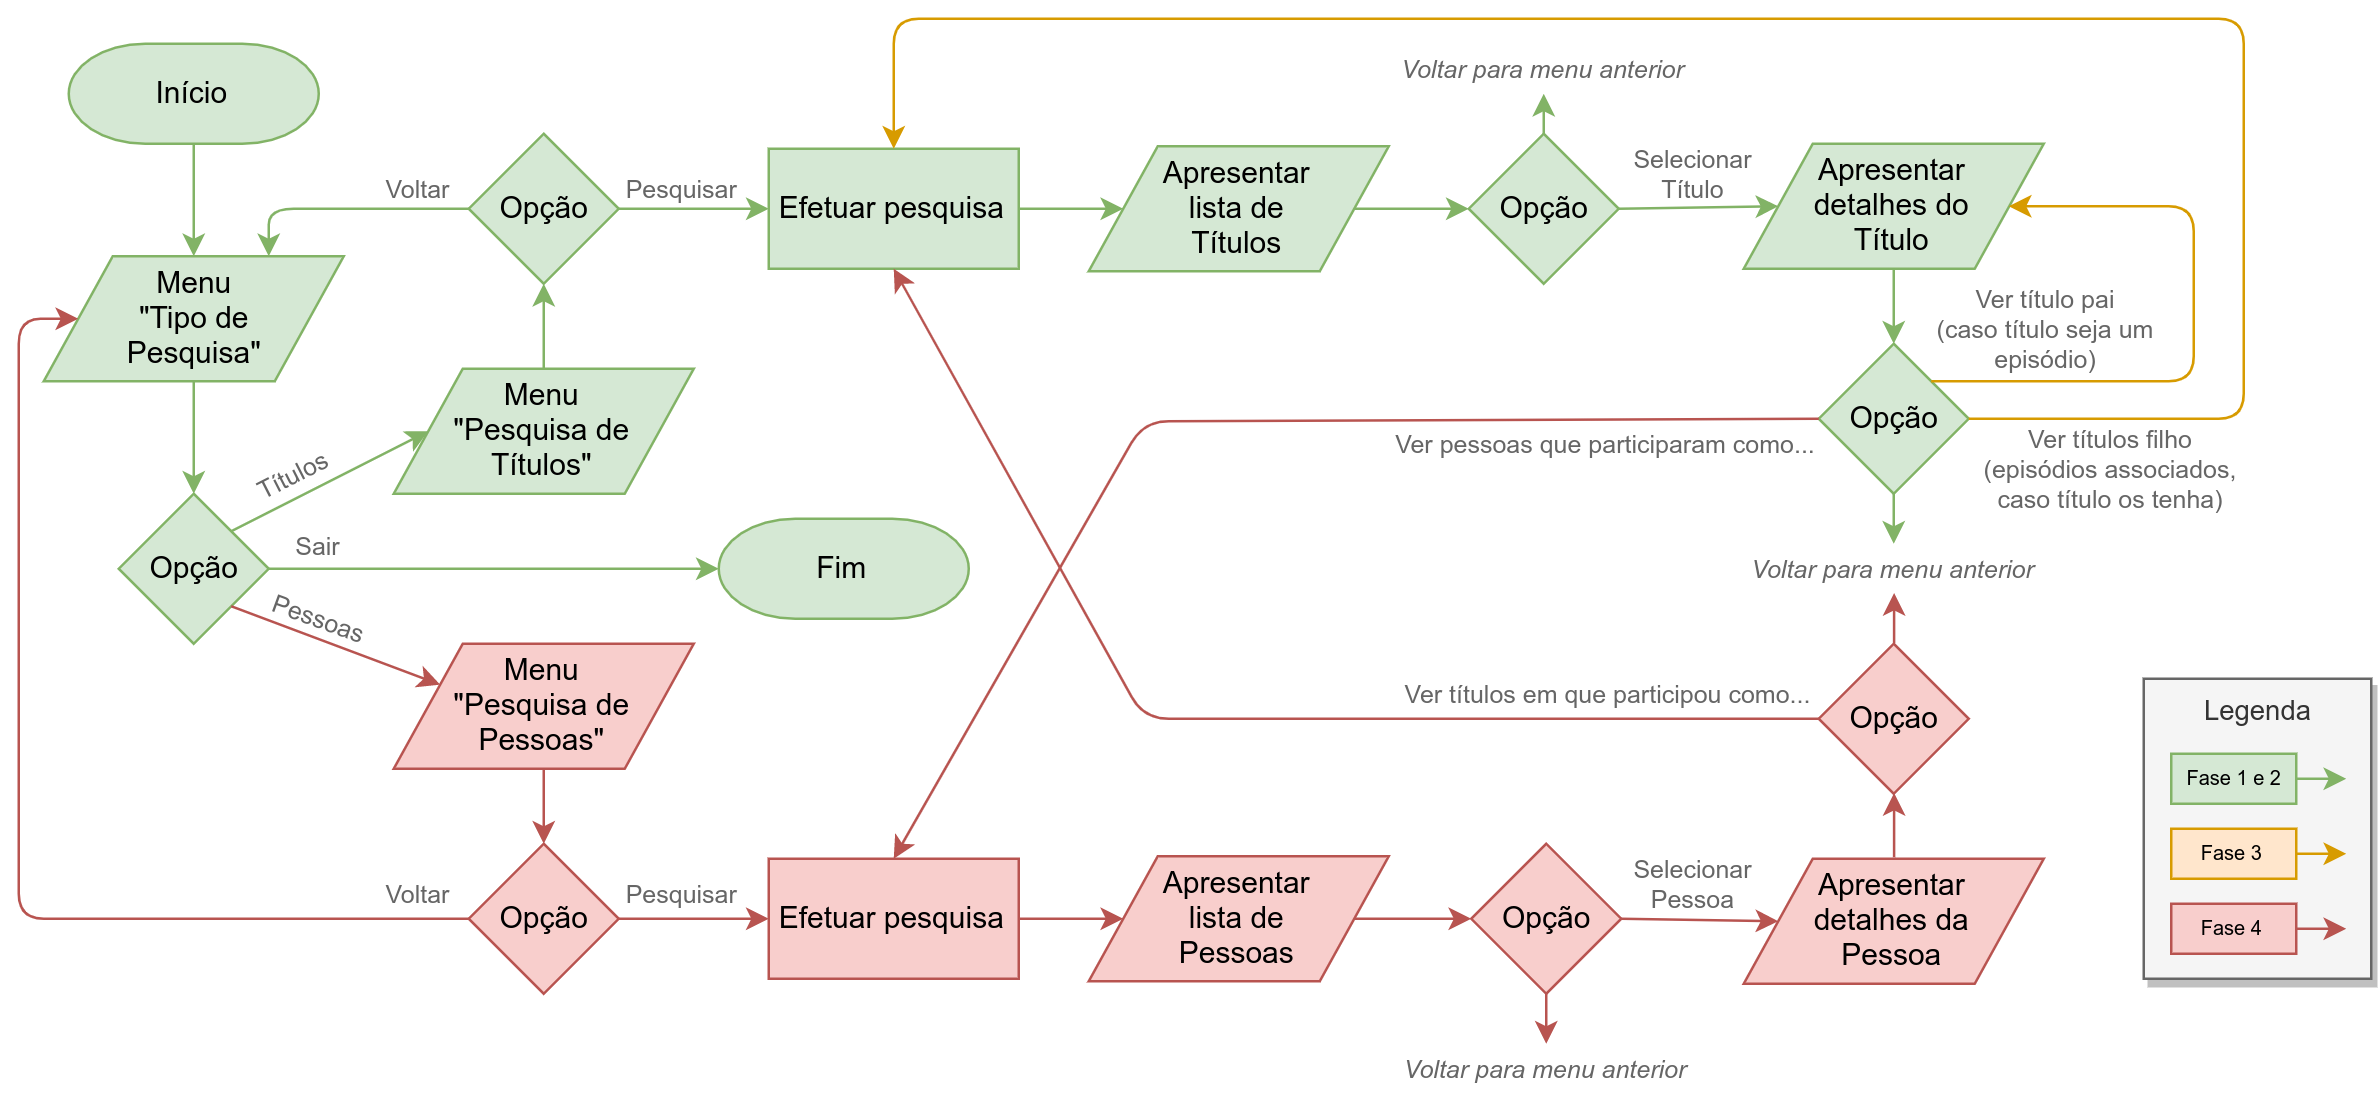 Início
Voltar para menu anterior
Voltar
Opção
Pesquisar
Efetuar pesquisa
Apresentar
lista de
Títulos
Opção
Selecionar
Título
Apresentar
detalhes do
Título
Menu
"Tipo de
Pesquisa"
Ver título pai
(caso título seja um
episódio)
Menu
"Pesquisa de
Títulos"
Títulos
Ver pessoas que participaram como...
Opção
Ver títulos filho
(episódios associados,
caso título os tenha)
Opção
Sair
Fim
Voltar para menu anterior
Pessoas
Menu
"Pesquisa de
Pessoas"
Ver títulos em que participou como...
Opção
Legenda
Fase 1 e 2
Fase 3
Fase 4
Voltar
Opção
Pesquisar
Efetuar pesquisa
Apresentar
lista de
Pessoas
Opção
Selecionar
Pessoa
Apresentar
detalhes da
Pessoa
Voltar para menu anterior